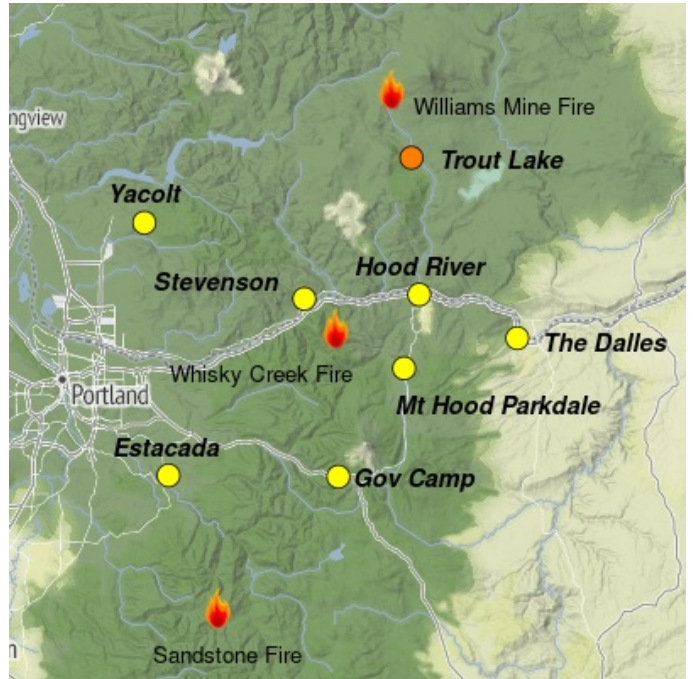 ngview
Williams Mine Fire
Trout Lake
Yacolt
Stevenson
Hood River
The Dalles
Whisky Creek Fire
Portland
Mt Hood Parkdale
Estacada
Gov Camp
Sandstone Fire
n